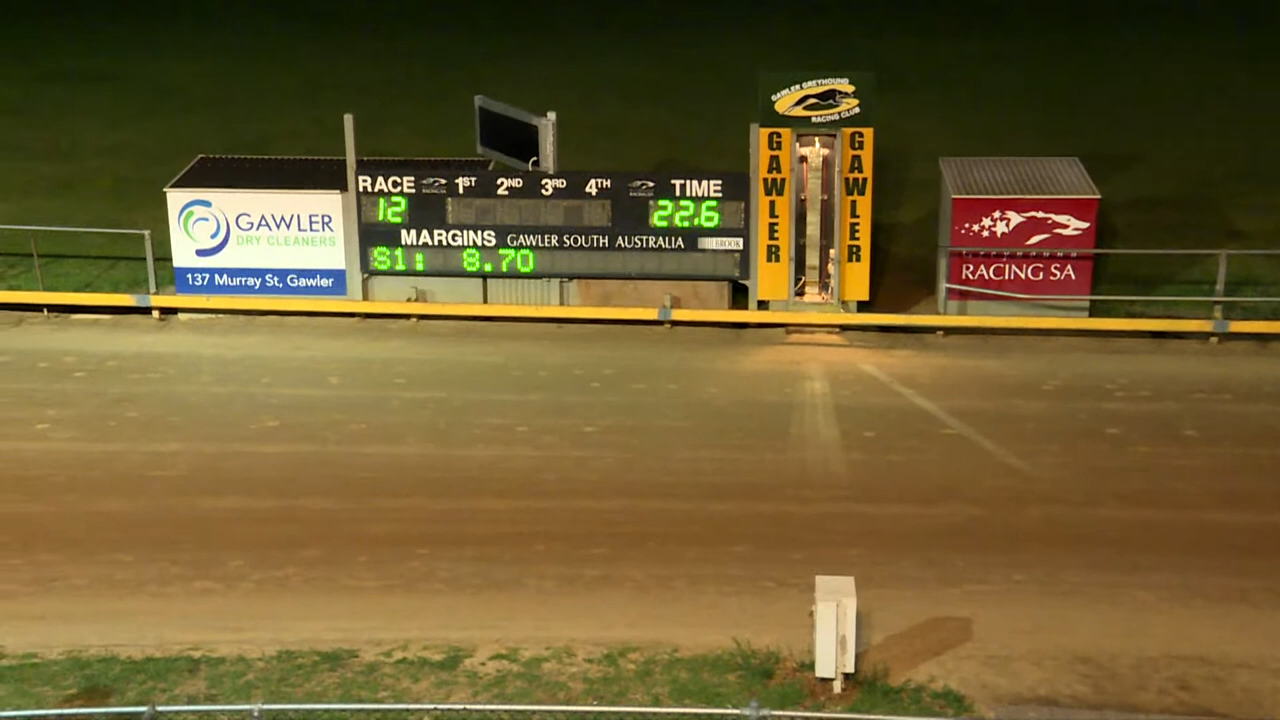 GAWLER GREYHOUND
RACING CLUB
GAWLER
GAWLER
RACE 1ST 2ND 3RD 4TH TIME
12 22.6
MARGINS GAWLER SOUTH AUSTRALIA BROOK
S1: 8.70
GAWLER
DRY CLEANERS
137 Murray St, Gawler
RACING SA